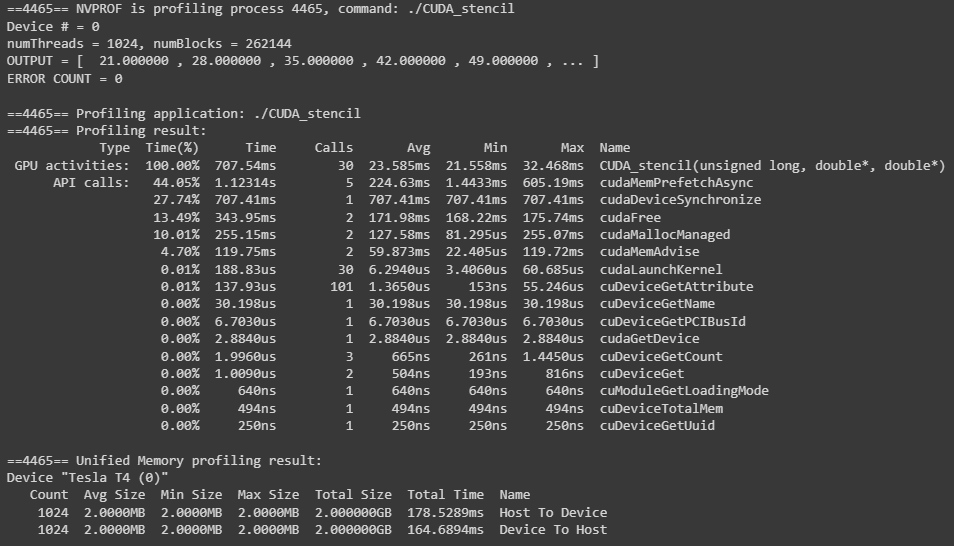 ==4465== NVPROF is profiling process 4465, command: ./CUDA_stencil
Device # = 0
numThreads = 1024, numBlocks = 262144
OUTPUT = [  21.000000 , 28.000000 , 35.000000 , 42.000000 , 49.000000 , ... ]
ERROR COUNT = 0
==4465== Profiling application: ./CUDA_stencil
==4465== Profiling result:
Type  Time(%)      Time     Calls       Avg       Min       Max  Name
GPU activities:  100.00%  707.54ms        30  23.585ms  21.558ms  32.468ms  CUDA_stencil(unsigned long, double*, double*)
API calls:   44.05%  1.12314s         5  224.63ms  1.4433ms  605.19ms  cudaMemPrefetchAsync
27.74%  707.41ms         1  707.41ms  707.41ms  707.41ms  cudaDeviceSynchronize
13.49%  343.95ms         2  171.98ms  168.22ms  175.74ms  cudaFree
10.01%  255.15ms         2  127.58ms  81.295us  255.07ms  cudaMallocManaged
4.70%  119.75ms         2  59.873ms  22.405us  119.72ms  cudaMemAdvise
0.01%  188.83us        30  6.2940us  3.4060us  60.685us  cudaLaunchKernel
0.01%  137.93us       101  1.3650us     153ns  55.246us  cuDeviceGetAttribute
0.00%  30.198us         1  30.198us  30.198us  30.198us  cuDeviceGetName
0.00%  6.7030us         1  6.7030us  6.7030us  6.7030us  cuDeviceGetPCIBusId
0.00%  2.8840us         1  2.8840us  2.8840us  2.8840us  cudaGetDevice
0.00%  1.9960us         3     665ns     261ns  1.4450us  cuDeviceGetCount
0.00%  1.0090us         2     504ns     193ns     816ns  cuDeviceGet
0.00%     640ns         1     640ns     640ns     640ns  cuModuleGetLoadingMode
0.00%     494ns         1     494ns     494ns     494ns  cuDeviceTotalMem
0.00%     250ns         1     250ns     250ns     250ns  cuDeviceGetUuid
==4465== Unified Memory profiling result:
Device "Tesla T4 (0)"
Count  Avg Size  Min Size  Max Size  Total Size  Total Time  Name
1024  2.0000MB  2.0000MB  2.0000MB  2.000000GB  178.5289ms  Host To Device
1024  2.0000MB  2.0000MB  2.0000MB  2.000000GB  164.6894ms  Device To Host